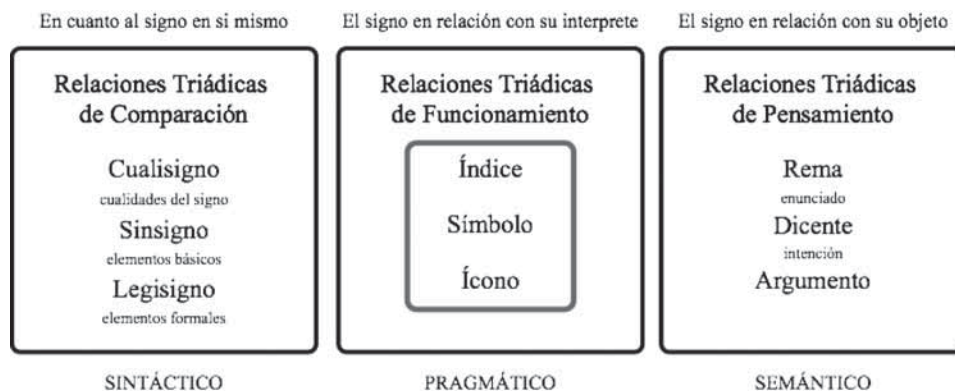 En cuanto al signo en si mismo
El signo en relación con su interprete
El signo en relación con su objeto
Relaciones Triádicas
de Comparación
Cualisigno
cualidades del signo
Sinsigno
elementos básicos
Legisigno
elementos formales
SINTÁCTICO
Relaciones Triádicas
de Funcionamiento
Índice
Símbolo
Ícono
PRAGMÁTICO
Relaciones Triádicas
de Pensamiento
Rema
enunciado
Dicente
intención
Argumento
SEMÁNTICO